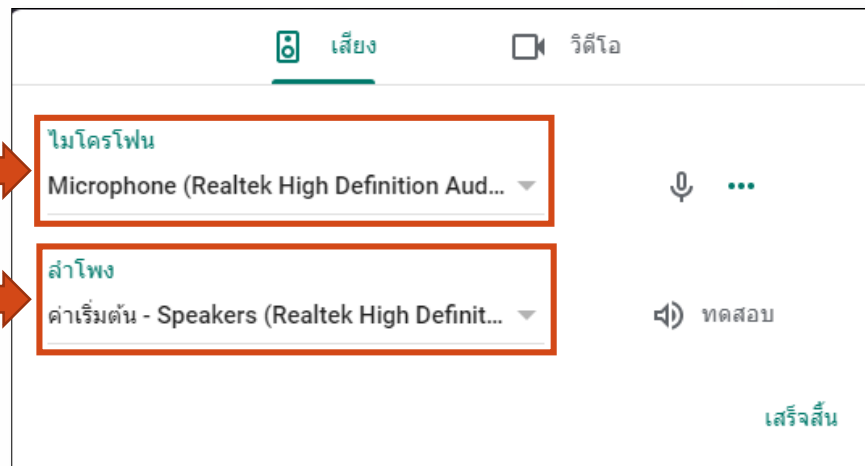 เสียง วิดีโอ
ไมโครโฟน
Microphone (Realtek High Definition Aud...
ลำโพง
ค่าเริ่มต้น - Speakers (Realtek High Definit... ทดสอบ
เสร็จสิ้น